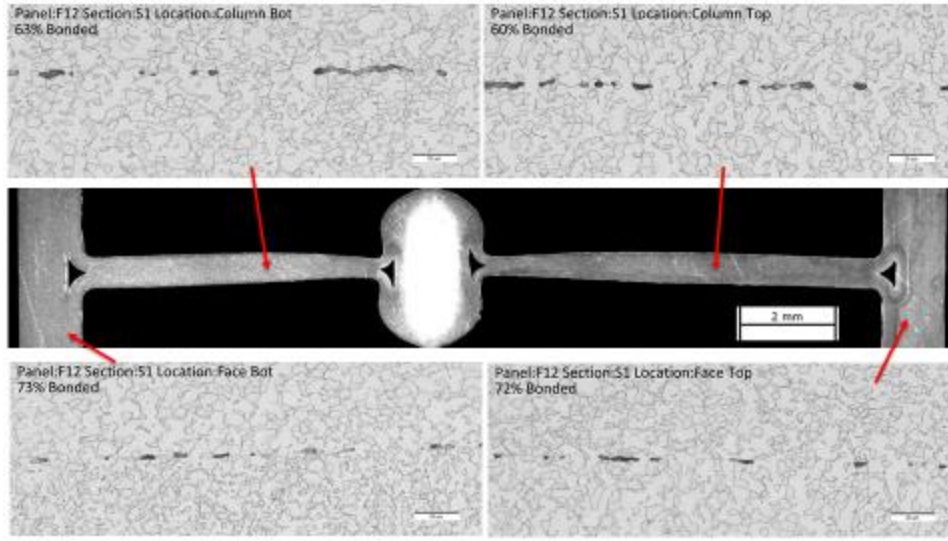 Panel:F12 Section:S1 Location:Column Bot
63% Bonded
Panel:F12 Section:S1 Location:Column Top
60% Bonded
2 mm
Panel:F12 Section:S1 Location:Face Bot
73% Bonded
Panel:F12 Section:S1 Location:Face Top
72% Bonded